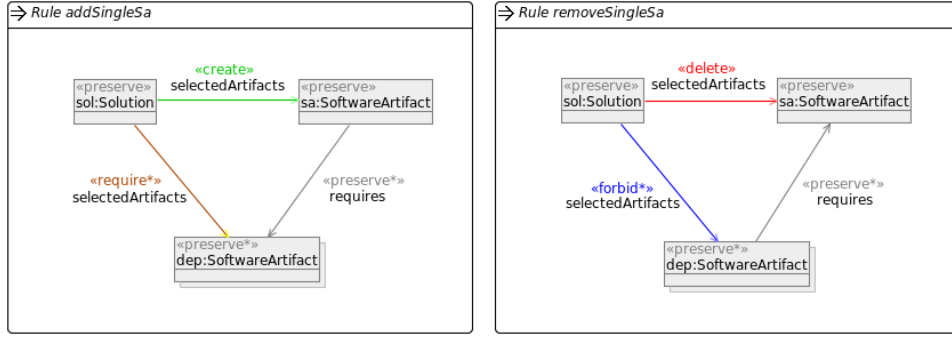 Rule addSingleSa
«preserve»
sol:Solution
«create»
selectedArtifacts
«preserve»
sa:SoftwareArtifact
«require*»
selectedArtifacts
«preserve*»
requires
«preserve*»
dep:SoftwareArtifact
Rule removeSingleSa
«preserve»
sol:Solution
«delete»
selectedArtifacts
«preserve»
sa:SoftwareArtifact
«forbid*»
selectedArtifacts
«preserve*»
requires
«preserve*»
dep:SoftwareArtifact